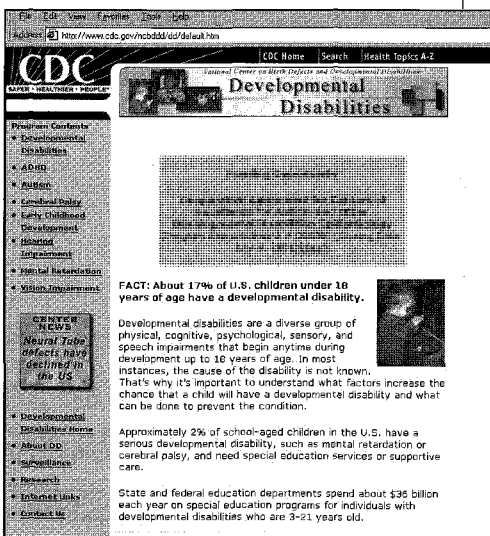 File Edit View Favorites Tools Help
Address http://www.cdc.gov/ncbddd/dd/default.htm
CDC Home Search Health Topics A-Z
CDC
SAFER • HEALTHIER • PEOPLE
National Center on Birth Defects and Developmental Disabilities
Developmental
Disabilities
Program Contents
• Developmental
Disabilities
• ADHD
• Autism
• Cerebral Palsy
• Early Childhood
Development
• Hearing
Impairment
• Mental Retardation
• Vision Impairment
CENTER
NEWS
Neural Tube
defects have
declined in
the US
• Developmental
Disabilities Home
• About DD
• Surveillance
• Research
• Internet Links
• Contact Us
FACT: About 17% of U.S. children under 18
years of age have a developmental disability.
Developmental disabilities are a diverse group of
physical, cognitive, psychological, sensory, and
speech impairments that begin anytime during
development up to 18 years of age. In most
instances, the cause of the disability is not known.
That's why it's important to understand what factors increase the
chance that a child will have a developmental disability and what
can be done to prevent the condition.
Approximately 2% of school-aged children in the U.S. have a
serious developmental disability, such as mental retardation or
cerebral palsy, and need special education services or supportive
care.
State and federal education departments spend about $36 billion
each year on special education programs for individuals with
developmental disabilities who are 3-21 years old.